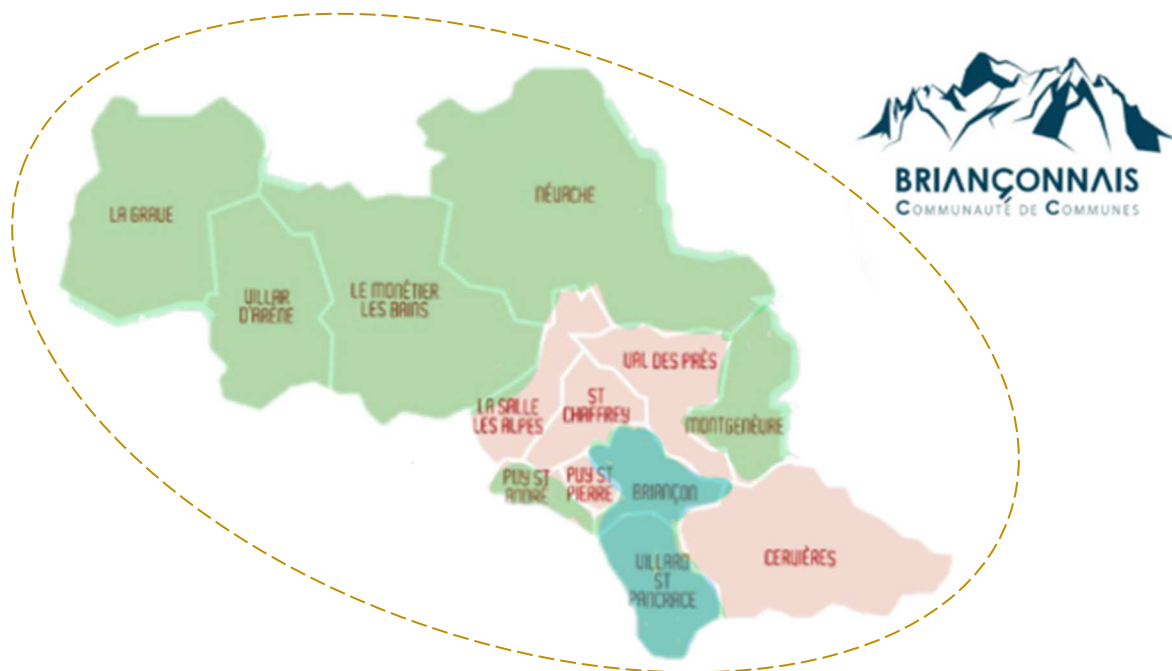 BRIANÇONNAIS
COMMUNAUTÉ DE COMMUNES
LA GRAVE
NÉVACHE
VILLAR
D'ARÉNE
LE MONÊTIER
LES BAINS
VAL DES PRÈS
LA SALLE
LES ALPES
ST
CHAFFREY
MONTGENÈVRE
PUY ST
ANDRÉ
PUY ST
PIERRE
BRIANÇON
VILLARD
ST
PANCRACE
CERVIÈRES